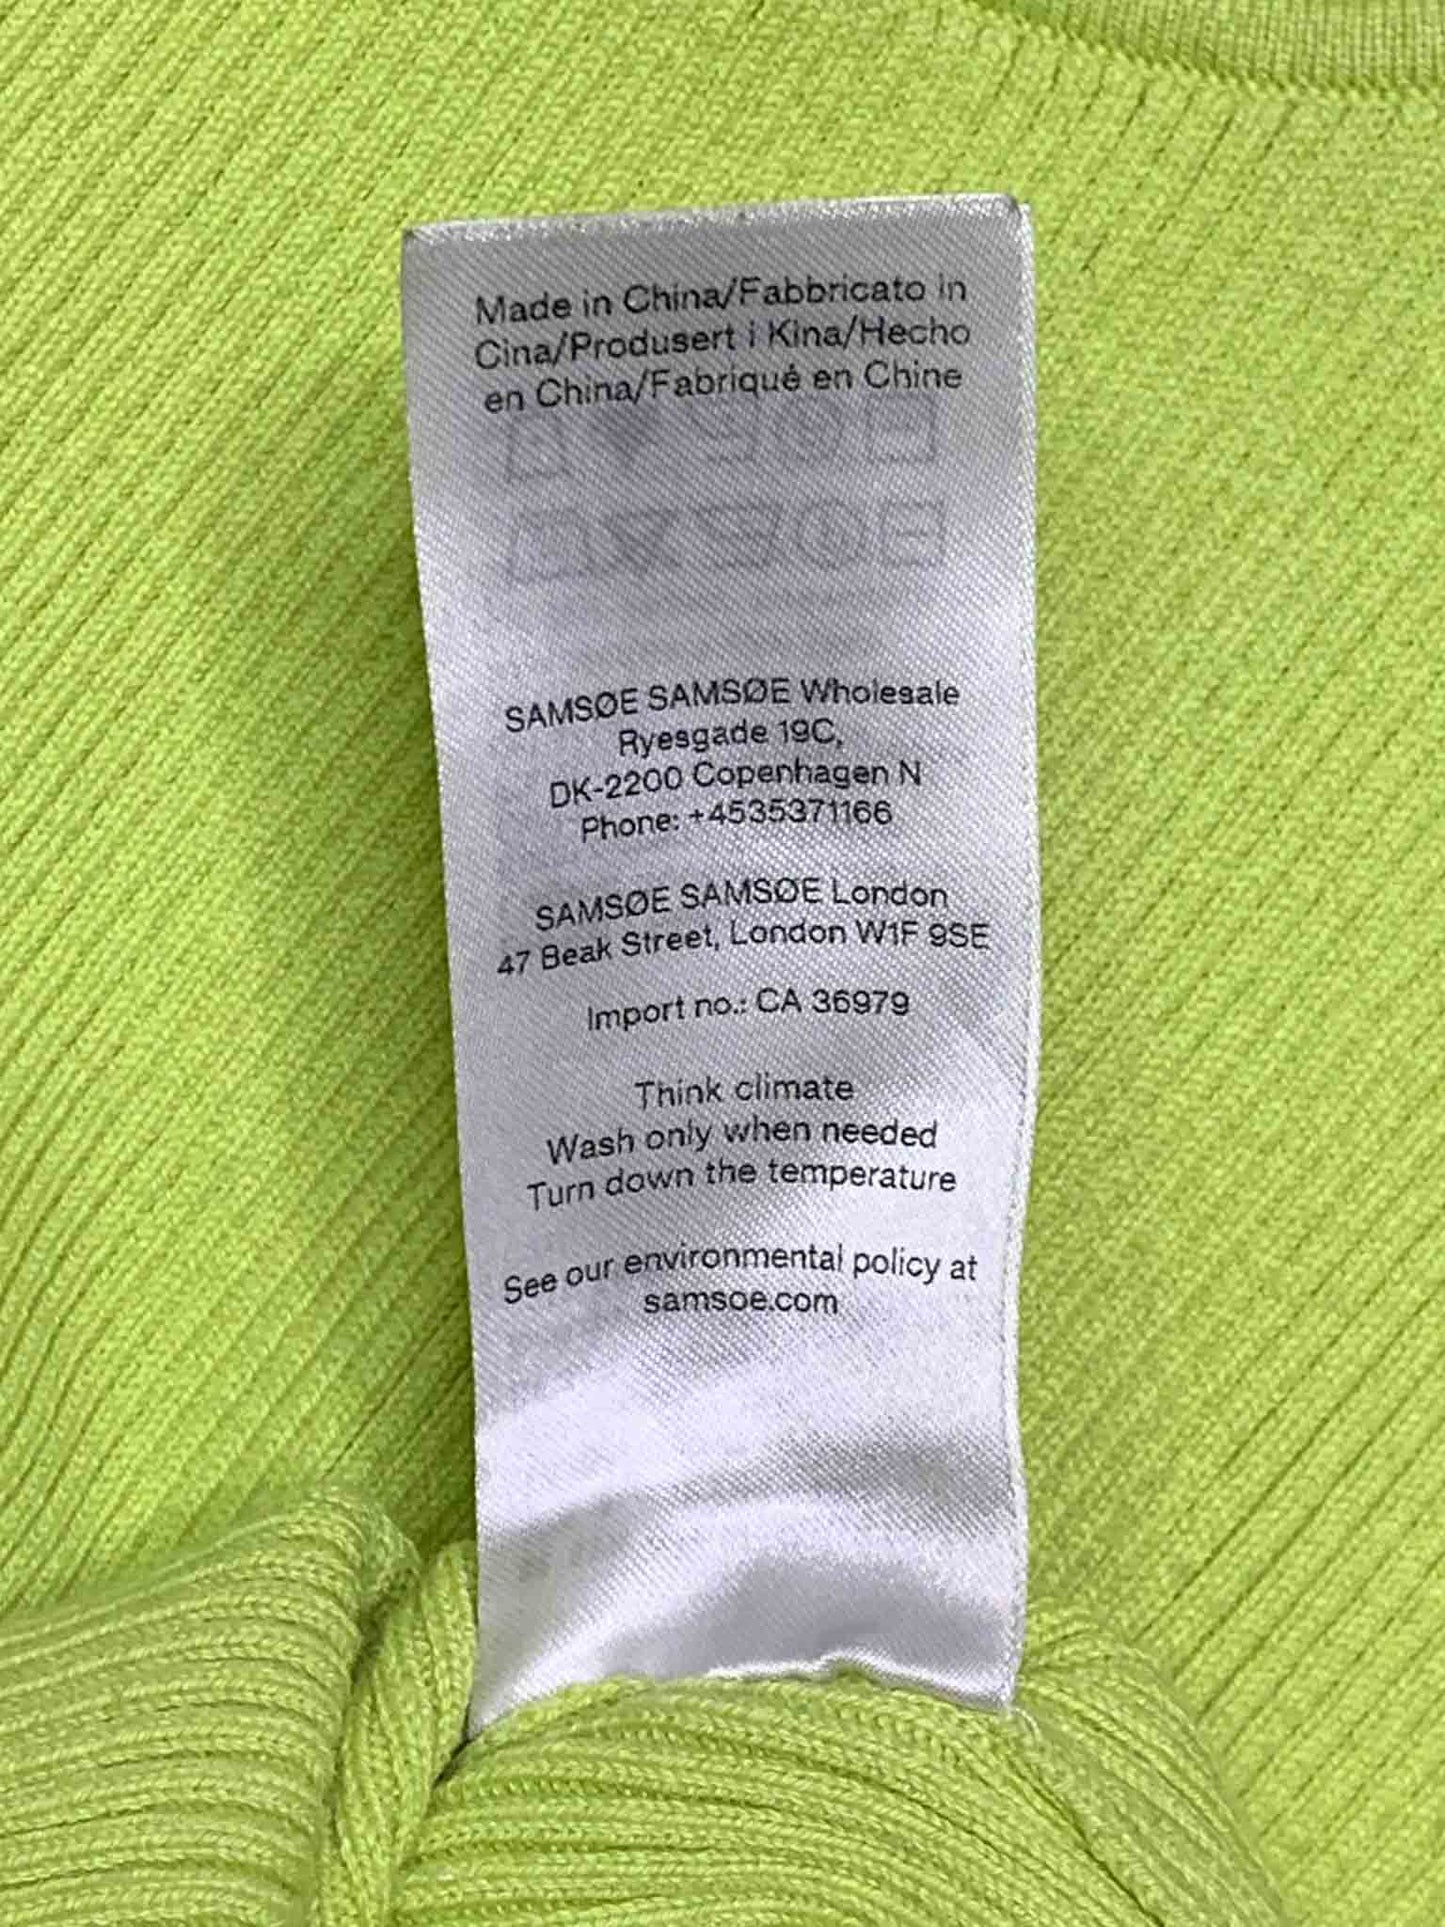 Made in China/Fabbricato in
Cina/Produsert i Kina/Hecho
en China/Fabriqué en Chine
SAMSØE SAMSØE Wholesale
Ryesgade 19C,
DK-2200 Copenhagen N
Phone: +4535371166
SAMSØE SAMSØE London
47 Beak Street, London W1F 9SE
Import no.: CA 36979
Think climate
Wash only when needed
Turn down the temperature
See our environmental policy at
samsoe.com